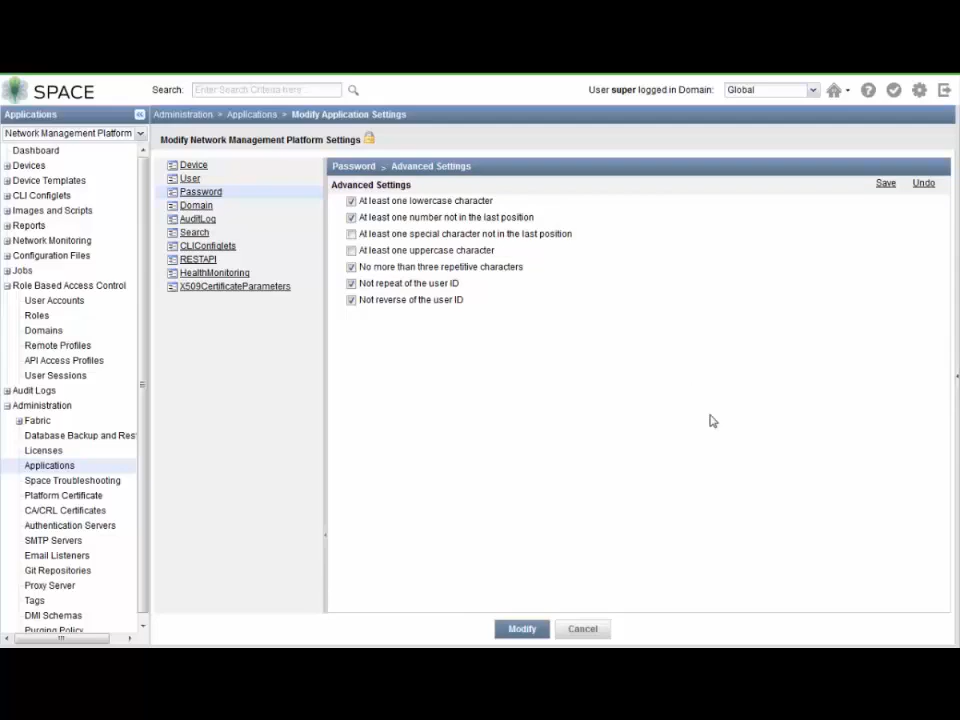 SPACE
Search: Enter Search Criteria here ...
User super logged in Domain: Global
Applications
Administration > Applications > Modify Application Settings
Network Management Platform
Modify Network Management Platform Settings
Dashboard
Devices
Device Templates
CLI Configlets
Images and Scripts
Reports
Network Monitoring
Configuration Files
Jobs
Role Based Access Control
User Accounts
Roles
Domains
Remote Profiles
API Access Profiles
User Sessions
Audit Logs
Administration
Fabric
Database Backup and Res
Licenses
Applications
Space Troubleshooting
Platform Certificate
CA/CRL Certificates
Authentication Servers
SMTP Servers
Email Listeners
Git Repositories
Proxy Server
Tags
DMI Schemas
Purging Policy
Device
User
Password
Domain
AuditLog
Search
CLIConfiglets
RESTAPI
HealthMonitoring
X509CertificateParameters
Password > Advanced Settings
Advanced Settings
Save Undo
At least one lowercase character
At least one number not in the last position
At least one special character not in the last position
At least one uppercase character
No more than three repetitive characters
Not repeat of the user ID
Not reverse of the user ID
Modify Cancel